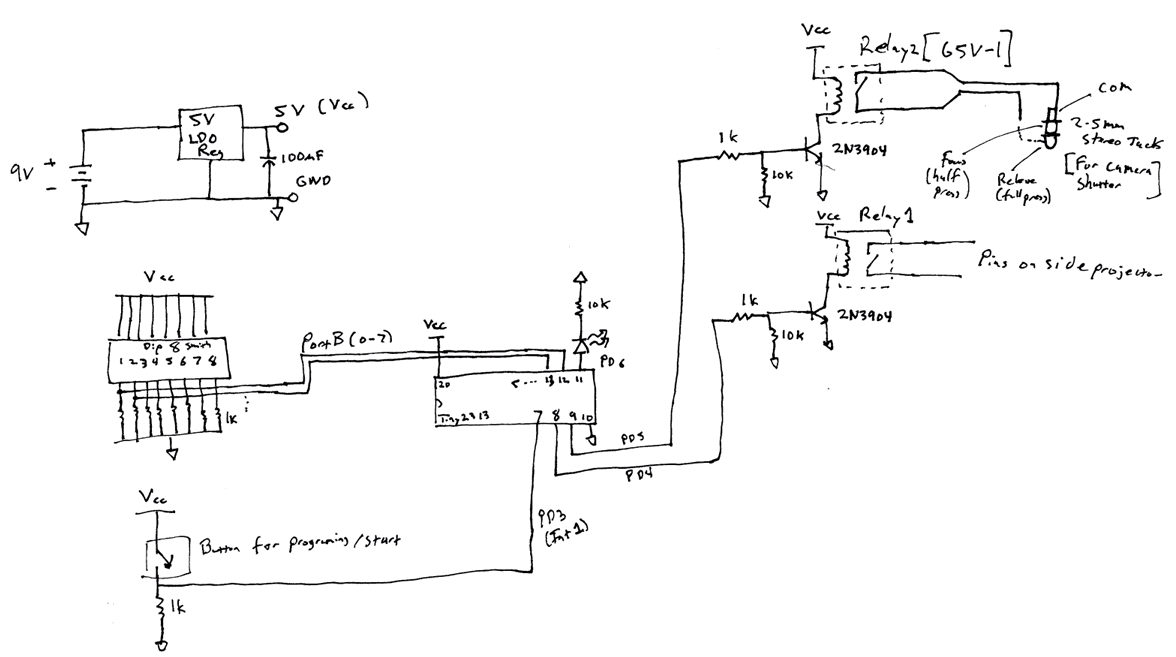 Vcc
Relay2 [G5V-1]
COM
2-5mm
Stereo Jack
[For camera
Shutter]
Focus
(half
press)
Release
(full press)
5V (Vcc)
5V
LDO
Reg
100µF
GND
9V
+
-
1k
10k
2N3904
Vcc
Relay 1
Pins on side projector
1k
10k
2N3904
Vcc
Dip 8 Switch
1 2 3 4 5 6 7 8
1k
PortB (0-7)
Vcc
10k
PD6
20
< ... 13 12 11
Tiny2313
7 8 9 10
PD5
PD4
PD3
(Int 1)
Vcc
Button for programing/start
1k